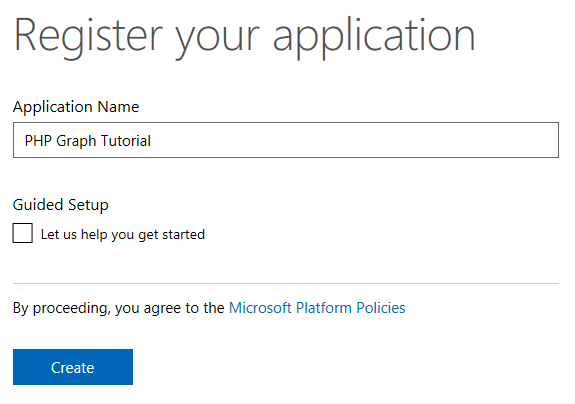 Register your application
Application Name
PHP Graph Tutorial
Guided Setup
Let us help you get started
By proceeding, you agree to the Microsoft Platform Policies
Create